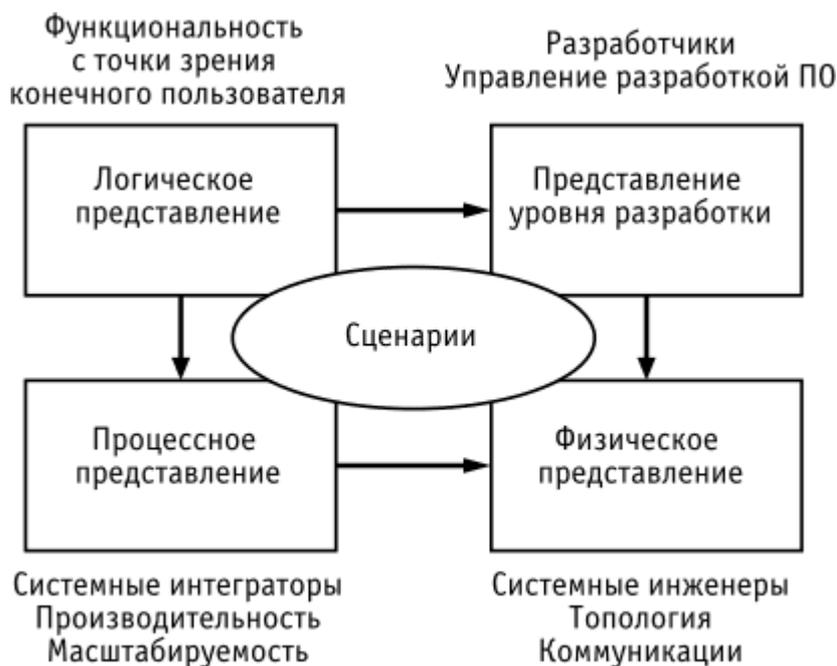 Функциональность
с точки зрения
конечного пользователя
Разработчики
Управление разработкой ПО
Логическое
представление
Представление
уровня разработки
Сценарии
Процессное
представление
Физическое
представление
Системные интеграторы
Производительность
Масштабируемость
Системные инженеры
Топология
Коммуникации